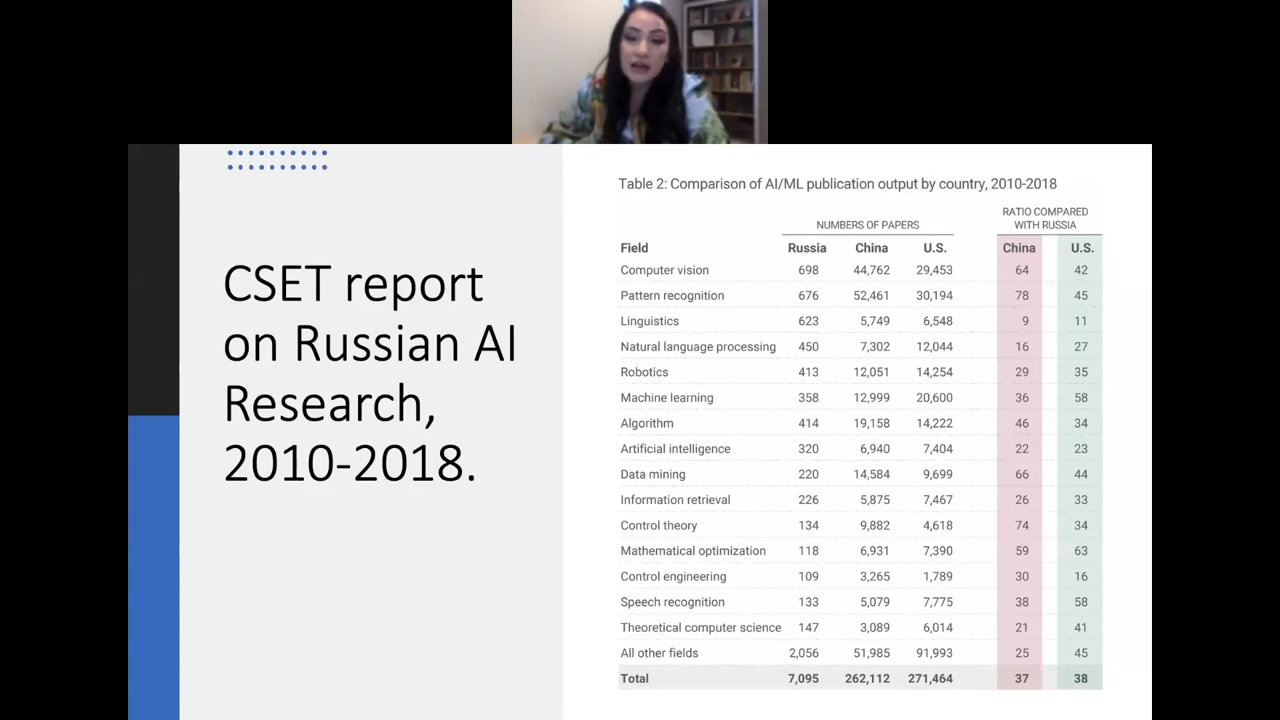 CSET report
on Russian AI
Research,
2010-2018.
Table 2: Comparison of AI/ML publication output by country, 2010-2018
NUMBERS OF PAPERS
RATIO COMPARED
WITH RUSSIA
Field Russia China U.S. China U.S.
Computer vision 698 44,762 29,453 64 42
Pattern recognition 676 52,461 30,194 78 45
Linguistics 623 5,749 6,548 9 11
Natural language processing 450 7,302 12,044 16 27
Robotics 413 12,051 14,254 29 35
Machine learning 358 12,999 20,600 36 58
Algorithm 414 19,158 14,222 46 34
Artificial intelligence 320 6,940 7,404 22 23
Data mining 220 14,584 9,699 66 44
Information retrieval 226 5,875 7,467 26 33
Control theory 134 9,882 4,618 74 34
Mathematical optimization 118 6,931 7,390 59 63
Control engineering 109 3,265 1,789 30 16
Speech recognition 133 5,079 7,775 38 58
Theoretical computer science 147 3,089 6,014 21 41
All other fields 2,056 51,985 91,993 25 45
Total 7,095 262,112 271,464 37 38